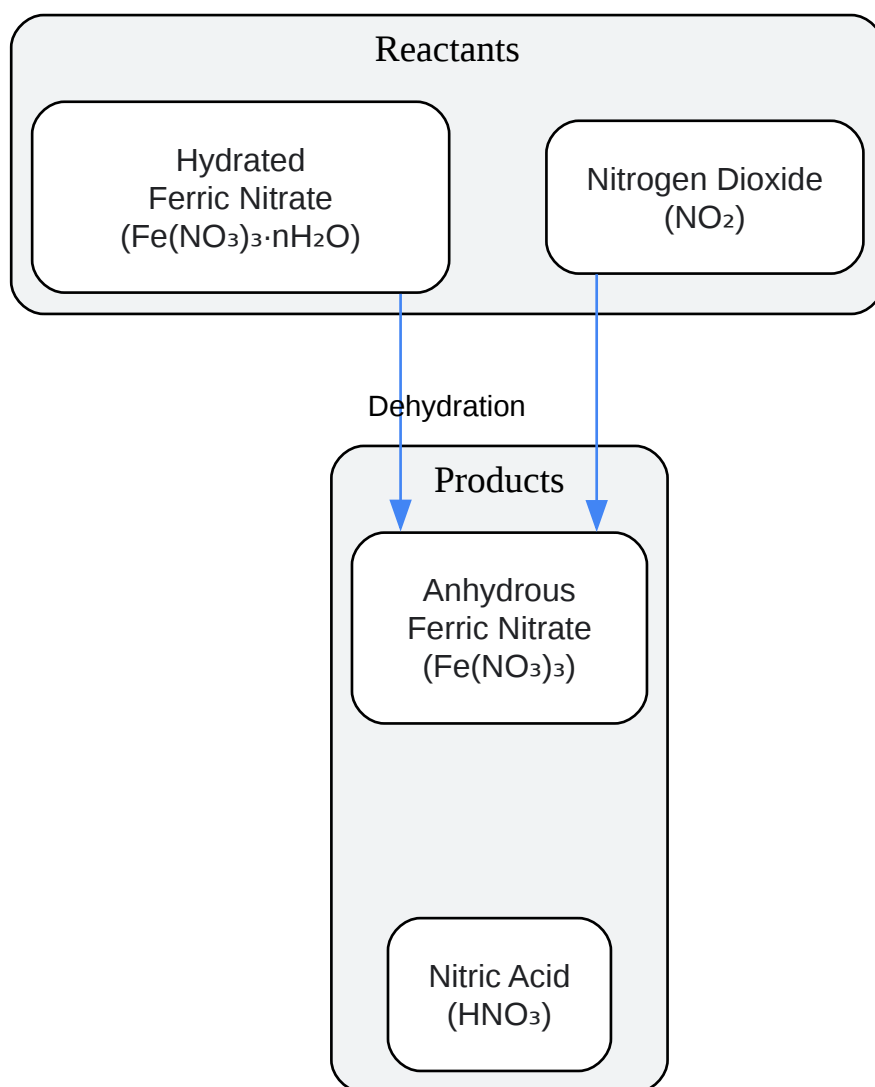 Reactants
Hydrated
Ferric Nitrate
(Fe(NO₃)₃·nH₂O)
Nitrogen Dioxide
(NO₂)
Dehydration
Products
Anhydrous
Ferric Nitrate
(Fe(NO₃)₃)
Nitric Acid
(HNO₃)